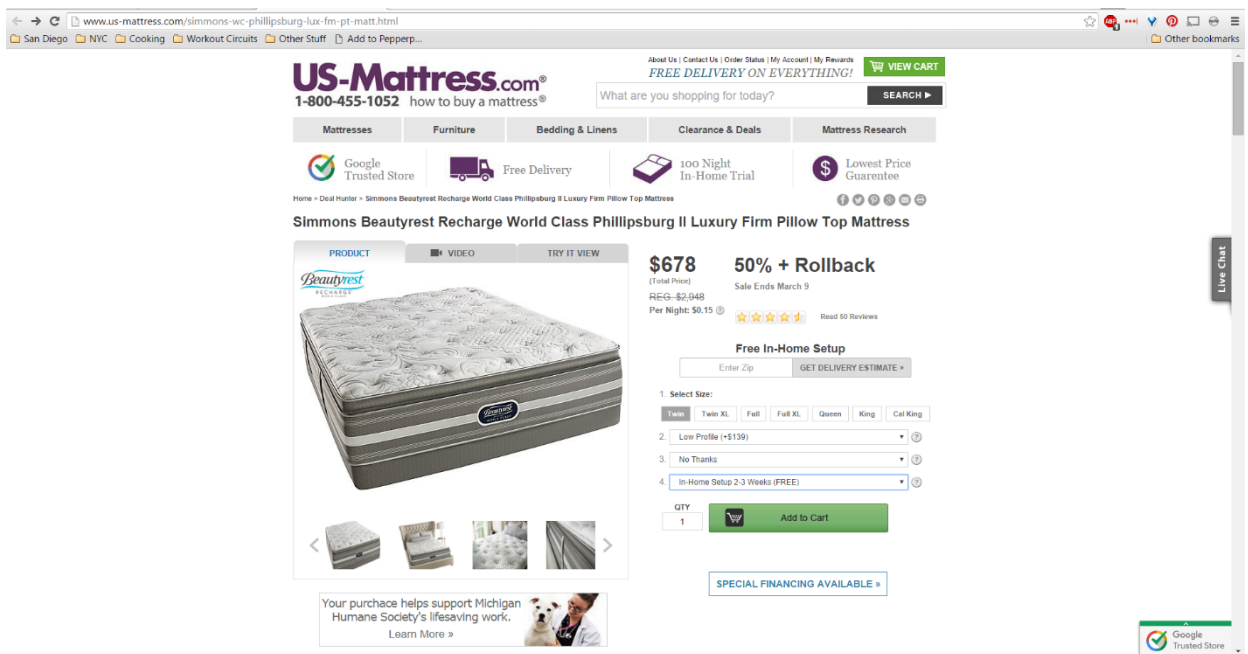 www.us-mattress.com/simmons-wc-phillipsburg-lux-fm-pt-matt.html
San Diego NYC Cooking Workout Circuits Other Stuff Add to Pepperp... Other bookmarks
About Us | Contact Us | Order Status | My Account | My Rewards
US-Mattress.com®
FREE DELIVERY ON EVERYTHING!
VIEW CART
1-800-455-1052 how to buy a mattress®
What are you shopping for today?
SEARCH
Mattresses Furniture Bedding & Linens Clearance & Deals Mattress Research
Google
Trusted Store
Free Delivery
100 Night
In-Home Trial
$
Lowest Price
Guarentee
Home > Deal Hunter > Simmons Beautyrest Recharge World Class Phillipsburg II Luxury Firm Pillow Top Mattress
Simmons Beautyrest Recharge World Class Phillipsburg II Luxury Firm Pillow Top Mattress
PRODUCT VIDEO TRY IT VIEW
Beautyrest
RECHARGE
$678
(Total Price)
REG. $2,048
Per Night: $0.15
50% + Rollback
Sale Ends March 9
Read 50 Reviews
Free In-Home Setup
Enter Zip GET DELIVERY ESTIMATE »
1. Select Size:
Twin Twin XL Full Full XL Queen King Cal King
2. Low Profile (+$139) ?
3. No Thanks ?
4. In-Home Setup 2-3 Weeks (FREE) ?
QTY
1
Add to Cart
SPECIAL FINANCING AVAILABLE »
Your purchace helps support Michigan
Humane Society's lifesaving work.
Learn More »
Live Chat
Google
Trusted Store